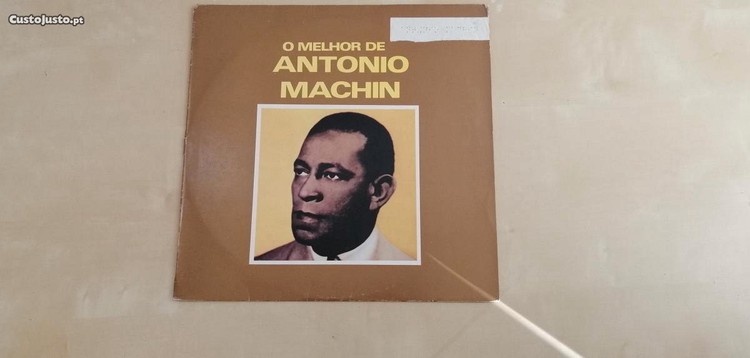 CustoJusto.pt
O MELHOR DE
ANTONIO
MACHIN